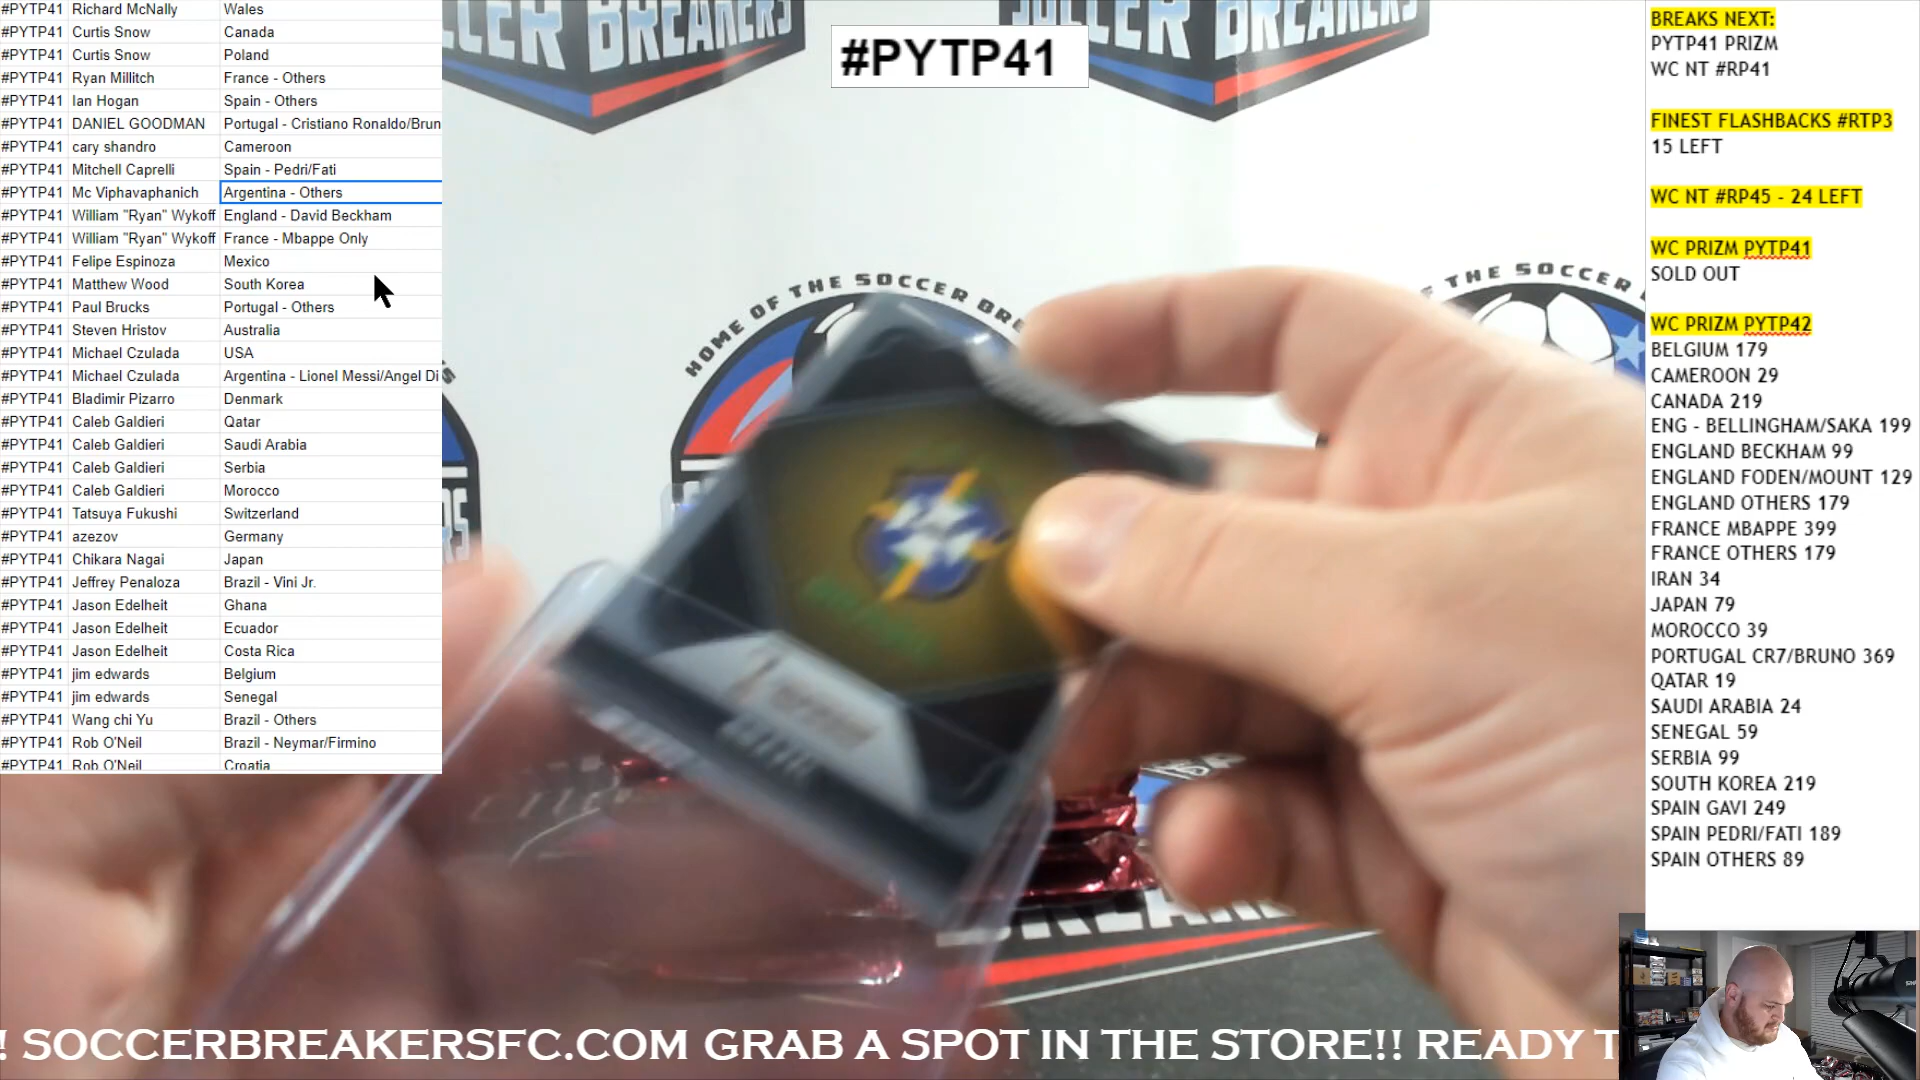 #PYTP41 Richard McNally Wales
#PYTP41 Curtis Snow Canada
#PYTP41 Curtis Snow Poland
#PYTP41 Ryan Millitch France - Others
#PYTP41 Ian Hogan Spain - Others
#PYTP41 DANIEL GOODMAN Portugal - Cristiano Ronaldo/Brun
#PYTP41 cary shandro Cameroon
#PYTP41 Mitchell Caprelli Spain - Pedri/Fati
#PYTP41 Mc Viphavaphanich Argentina - Others
#PYTP41 William "Ryan" Wykoff England - David Beckham
#PYTP41 William "Ryan" Wykoff France - Mbappe Only
#PYTP41 Felipe Espinoza Mexico
#PYTP41 Matthew Wood South Korea
#PYTP41 Paul Brucks Portugal - Others
#PYTP41 Steven Hristov Australia
#PYTP41 Michael Czulada USA
#PYTP41 Michael Czulada Argentina - Lionel Messi/Angel Di
#PYTP41 Bladimir Pizarro Denmark
#PYTP41 Caleb Galdieri Qatar
#PYTP41 Caleb Galdieri Saudi Arabia
#PYTP41 Caleb Galdieri Serbia
#PYTP41 Caleb Galdieri Morocco
#PYTP41 Tatsuya Fukushi Switzerland
#PYTP41 azezov Germany
#PYTP41 Chikara Nagai Japan
#PYTP41 Jeffrey Penaloza Brazil - Vini Jr.
#PYTP41 Jason Edelheit Ghana
#PYTP41 Jason Edelheit Ecuador
#PYTP41 Jason Edelheit Costa Rica
#PYTP41 jim edwards Belgium
#PYTP41 jim edwards Senegal
#PYTP41 Wang chi Yu Brazil - Others
#PYTP41 Rob O'Neil Brazil - Neymar/Firmino
#PYTP41 Rob O'Neil Croatia
#PYTP41
SOCCER BREAKERS
HOME OF THE SOCCER BRE
THE SOCCER
BREAKS NEXT:
PYTP41 PRIZM
WC NT #RP41
FINEST FLASHBACKS #RTP3
15 LEFT
WC NT #RP45 - 24 LEFT
WC PRIZM PYTP41
SOLD OUT
WC PRIZM PYTP42
BELGIUM 179
CAMEROON 29
CANADA 219
ENG - BELLINGHAM/SAKA 199
ENGLAND BECKHAM 99
ENGLAND FODEN/MOUNT 129
ENGLAND OTHERS 179
FRANCE MBAPPE 399
FRANCE OTHERS 179
IRAN 34
JAPAN 79
MOROCCO 39
PORTUGAL CR7/BRUNO 369
QATAR 19
SAUDI ARABIA 24
SENEGAL 59
SERBIA 99
SOUTH KOREA 219
SPAIN GAVI 249
SPAIN PEDRI/FATI 189
SPAIN OTHERS 89
! SOCCERBREAKERSFC.COM GRAB A SPOT IN THE STORE!! READY T